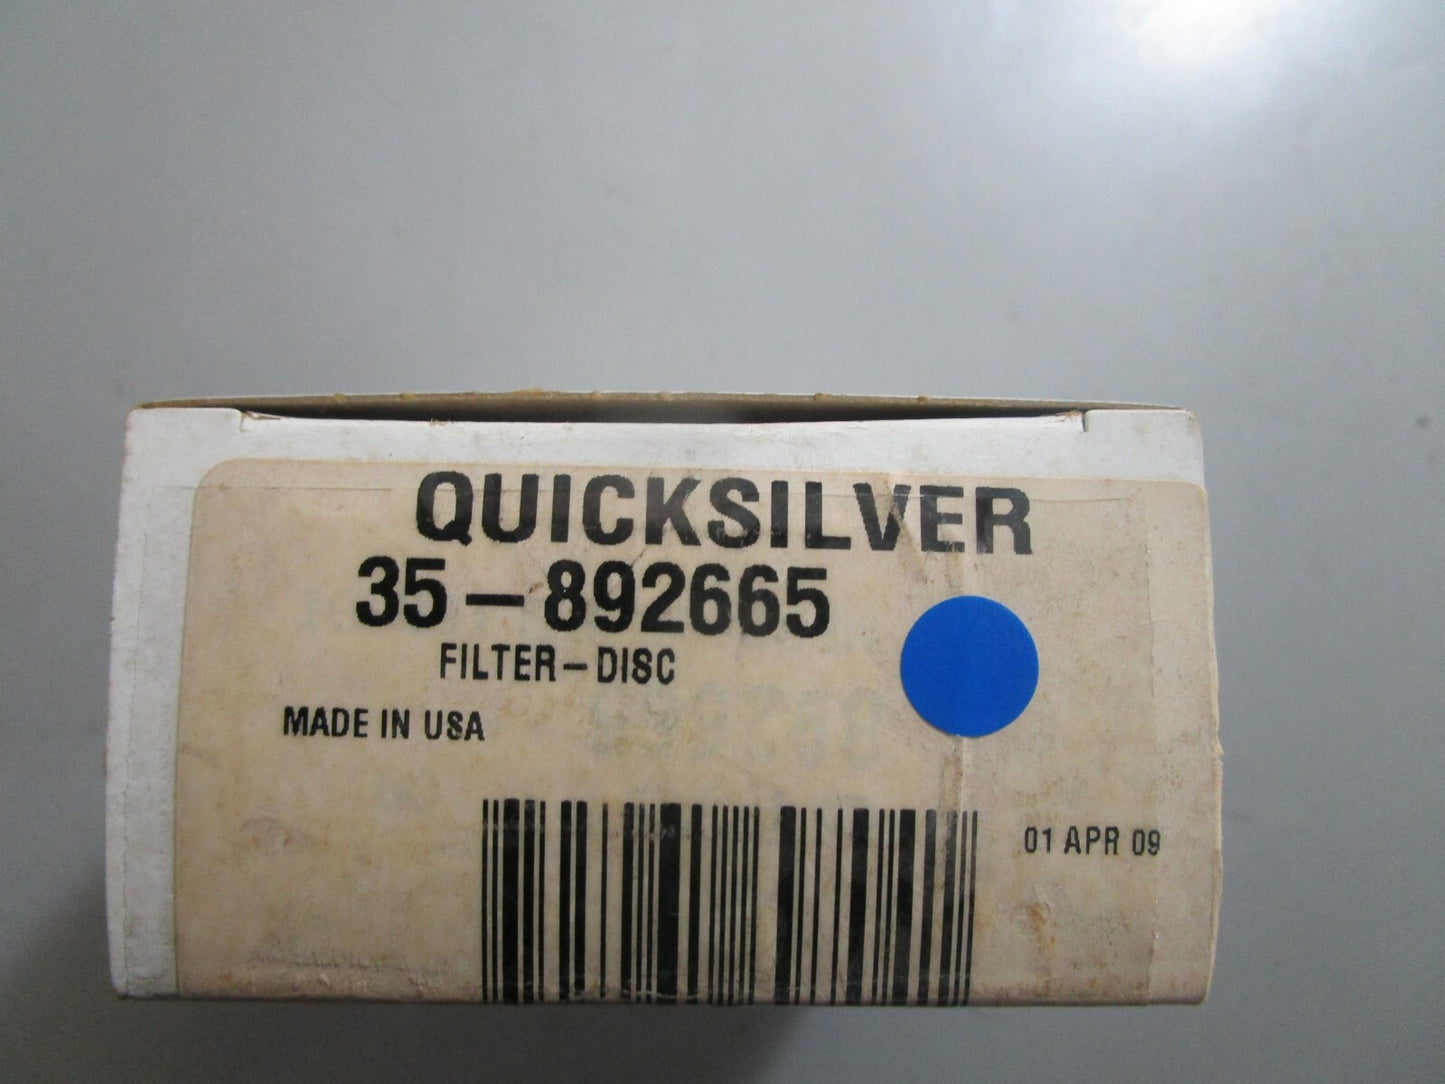 QUICKSILVER
35-892665
FILTER-DISC
MADE IN USA
01 APR 09